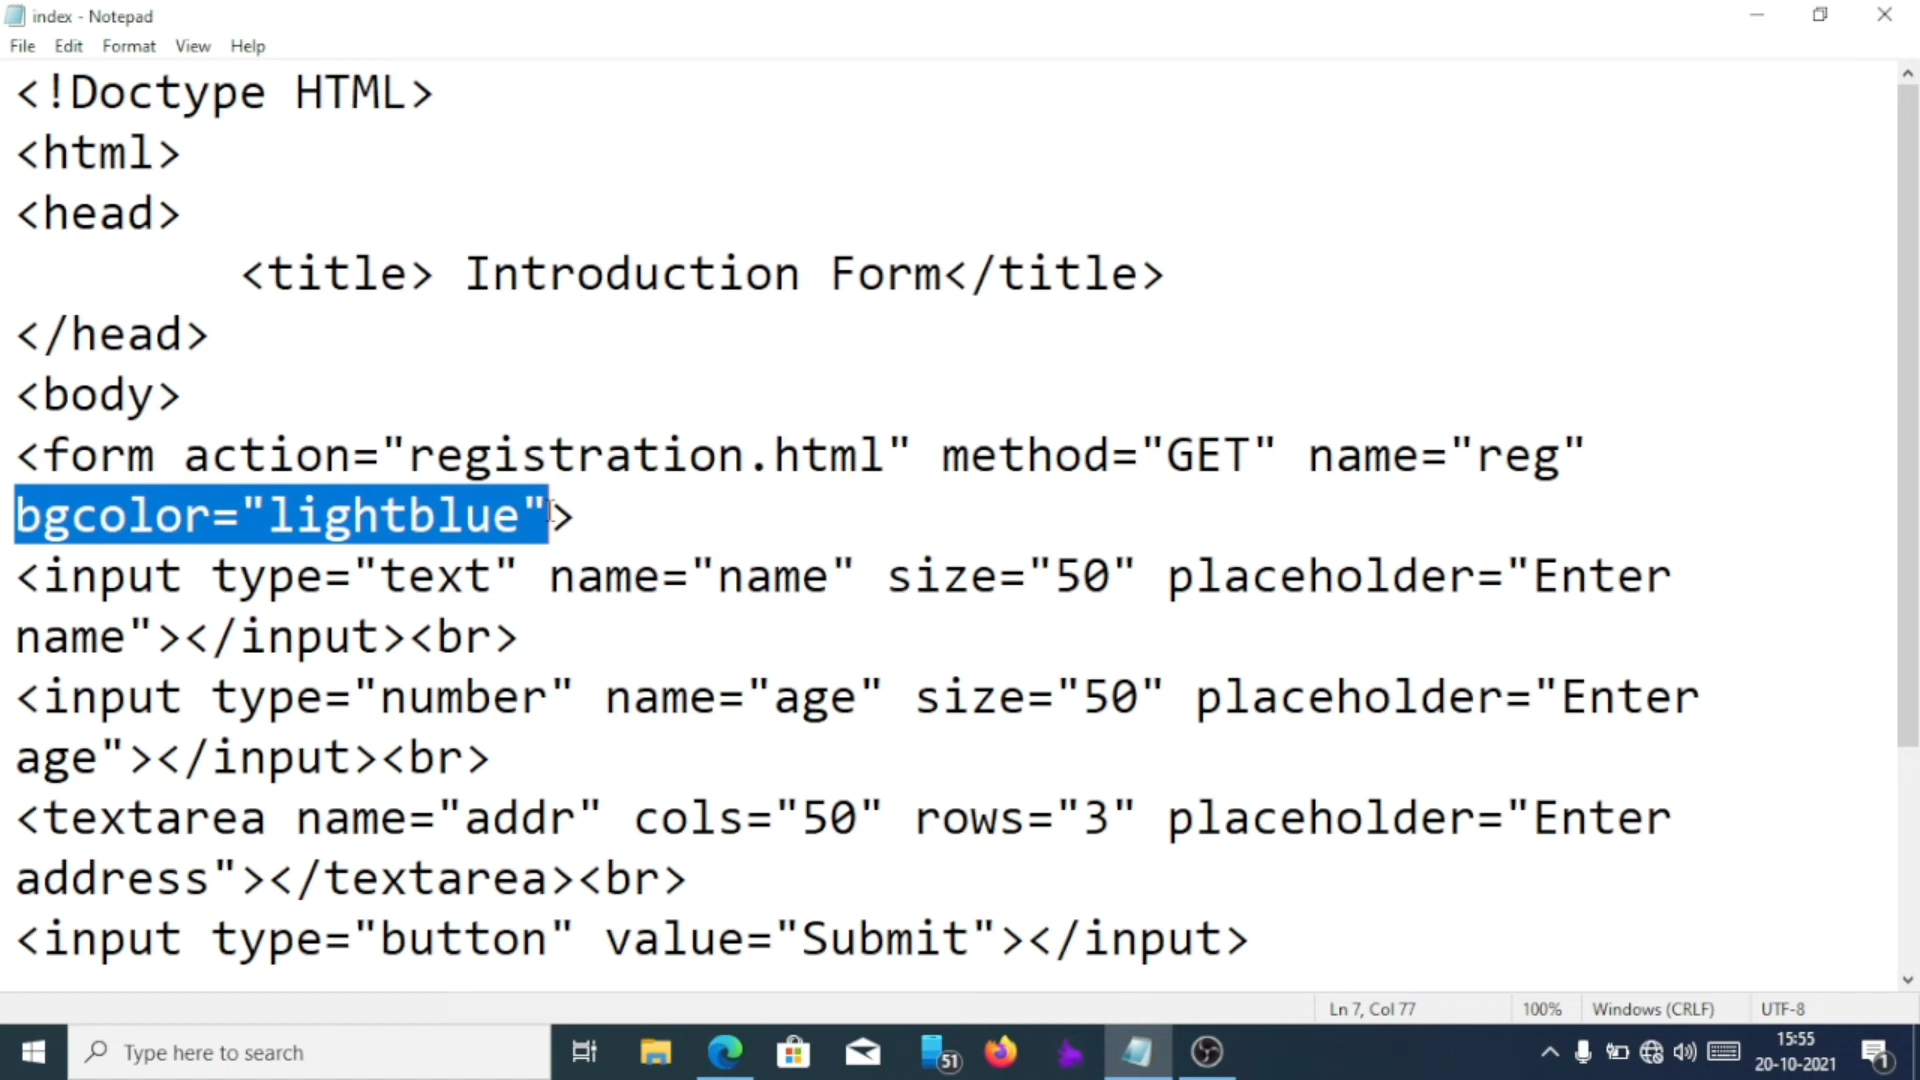 index - Notepad
File Edit Format View Help
<!Doctype HTML>
<html>
<head>
<title> Introduction Form</title>
</head>
<body>
<form action="registration.html" method="GET" name="reg"
bgcolor="lightblue">
<input type="text" name="name" size="50" placeholder="Enter
name"></input><br>
<input type="number" name="age" size="50" placeholder="Enter
age"></input><br>
<textarea name="addr" cols="50" rows="3" placeholder="Enter
address"></textarea><br>
<input type="button" value="Submit"></input>
Ln 7, Col 77 100% Windows (CRLF) UTF-8
Type here to search
51
15:55
20-10-2021
1